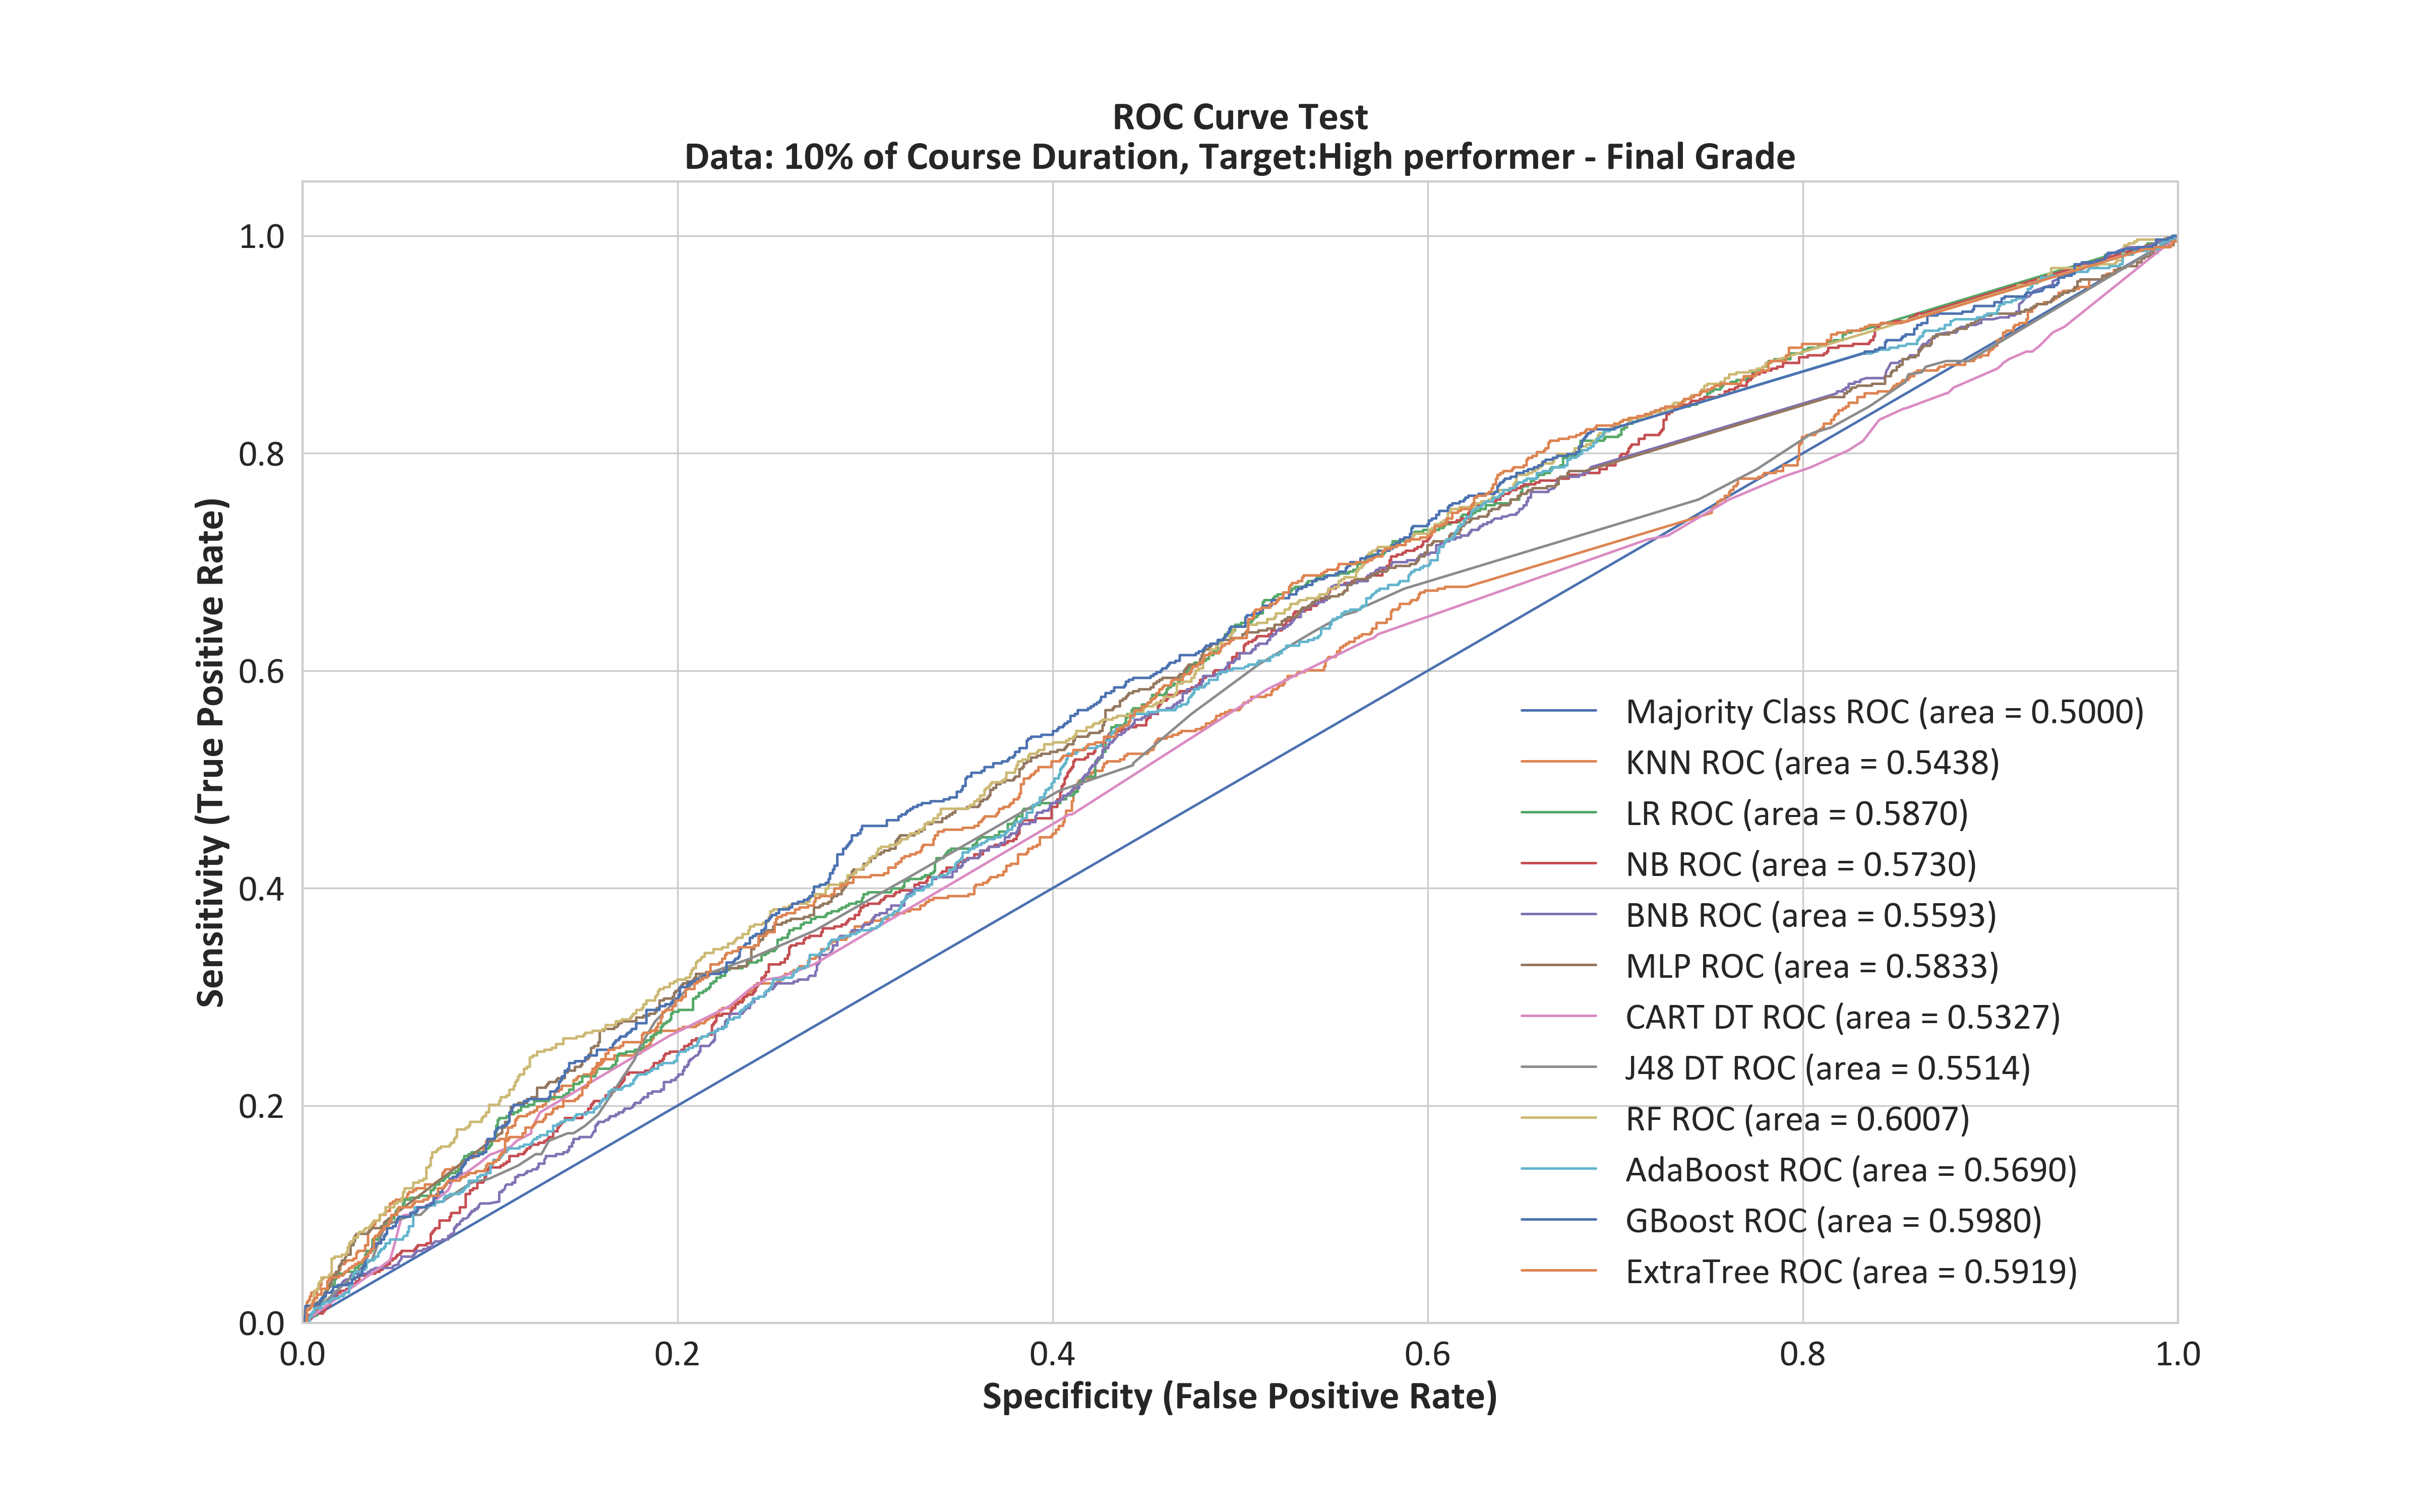 ROC Curve Test
Data: 10% of Course Duration, Target:High performer - Final Grade
Sensitivity (True Positive Rate)
1.0
0.8
0.6
0.4
0.2
0.0
Majority Class ROC (area = 0.5000)
KNN ROC (area = 0.5438)
LR ROC (area = 0.5870)
NB ROC (area = 0.5730)
BNB ROC (area = 0.5593)
MLP ROC (area = 0.5833)
CART DT ROC (area = 0.5327)
J48 DT ROC (area = 0.5514)
RF ROC (area = 0.6007)
AdaBoost ROC (area = 0.5690)
GBoost ROC (area = 0.5980)
ExtraTree ROC (area = 0.5919)
0.0 0.2 0.4 0.6 0.8 1.0
Specificity (False Positive Rate)